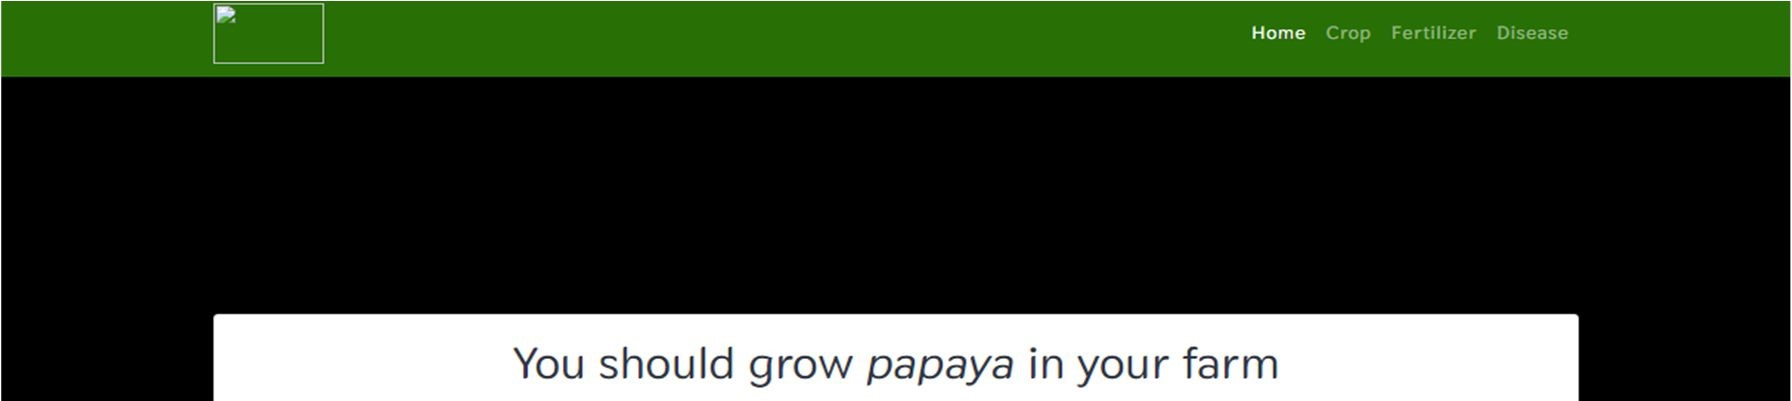 Home Crop Fertilizer Disease
You should grow papaya in your farm